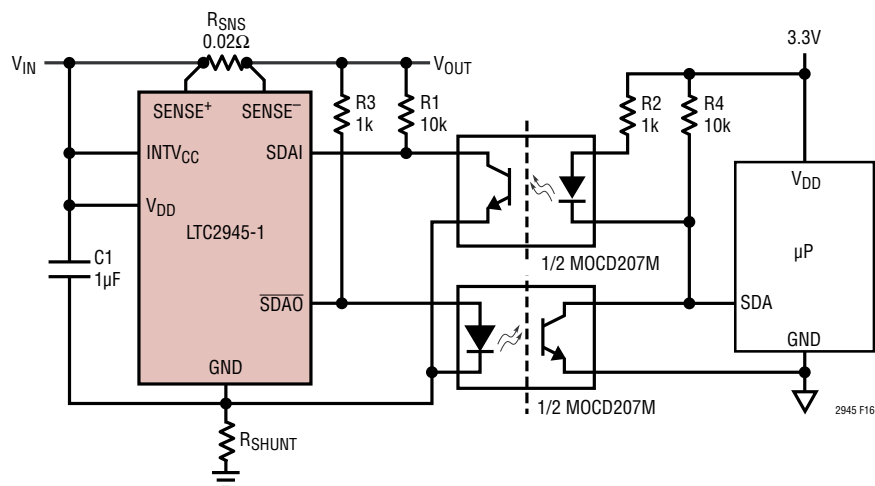 R_SNS
0.02Ω
V_IN
V_OUT
3.3V
SENSE⁺
SENSE⁻
R3
1k
R1
10k
R2
1k
R4
10k
INTV_CC
SDAI
V_DD
LTC2945-1
V_DD
C1
1µF
1/2 MOCD207M
µP
SDAO
SDA
GND
GND
1/2 MOCD207M
2945 F16
R_SHUNT